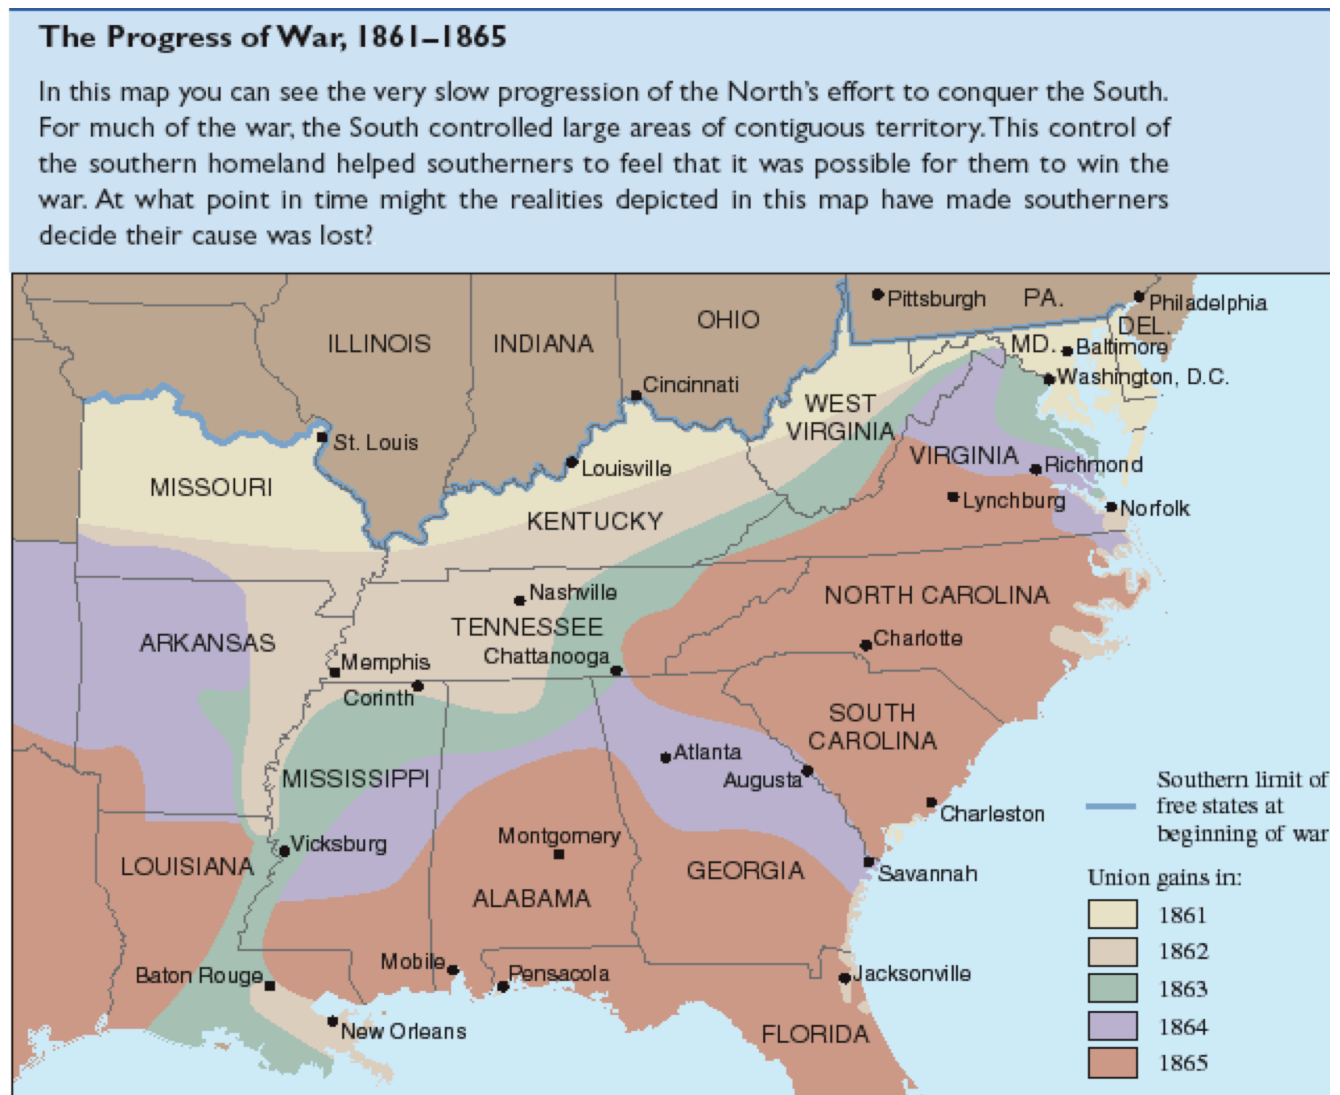 The Progress of War, 1861–1865
In this map you can see the very slow progression of the North's effort to conquer the South.
For much of the war, the South controlled large areas of contiguous territory. This control of
the southern homeland helped southerners to feel that it was possible for them to win the
war. At what point in time might the realities depicted in this map have made southerners
decide their cause was lost?
Pittsburgh
PA.
Philadelphia
OHIO
DEL.
ILLINOIS
INDIANA
MD.
Baltimore
Cincinnati
Washington, D.C.
WEST
VIRGINIA
St. Louis
Louisville
VIRGINIA
Richmond
MISSOURI
Lynchburg
Norfolk
KENTUCKY
Nashville
NORTH CAROLINA
TENNESSEE
ARKANSAS
Charlotte
Memphis
Chattanooga
Corinth
SOUTH
CAROLINA
Atlanta
Augusta
MISSISSIPPI
Charleston
Montgomery
Vicksburg
LOUISIANA
GEORGIA
Savannah
ALABAMA
Mobile
Baton Rouge
Pensacola
Jacksonville
New Orleans
FLORIDA
Southern limit of
free states at
beginning of war
Union gains in:
1861
1862
1863
1864
1865